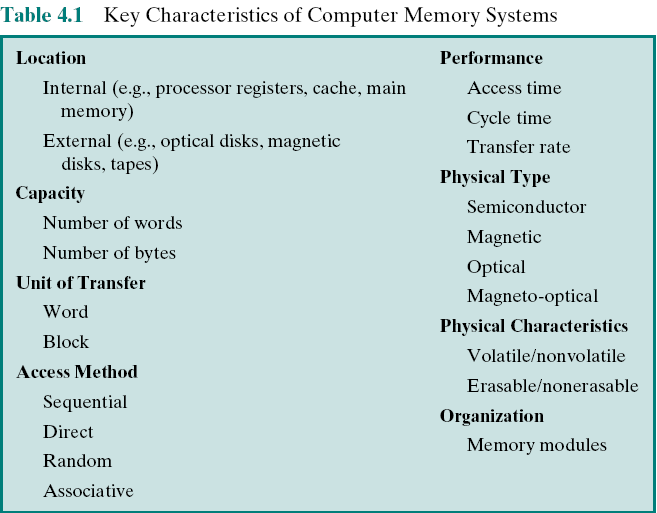 Table 4.1 Key Characteristics of Computer Memory Systems
Location
Internal (e.g., processor registers, cache, main
memory)
External (e.g., optical disks, magnetic
disks, tapes)
Capacity
Number of words
Number of bytes
Unit of Transfer
Word
Block
Access Method
Sequential
Direct
Random
Associative
Performance
Access time
Cycle time
Transfer rate
Physical Type
Semiconductor
Magnetic
Optical
Magneto-optical
Physical Characteristics
Volatile/nonvolatile
Erasable/nonerasable
Organization
Memory modules